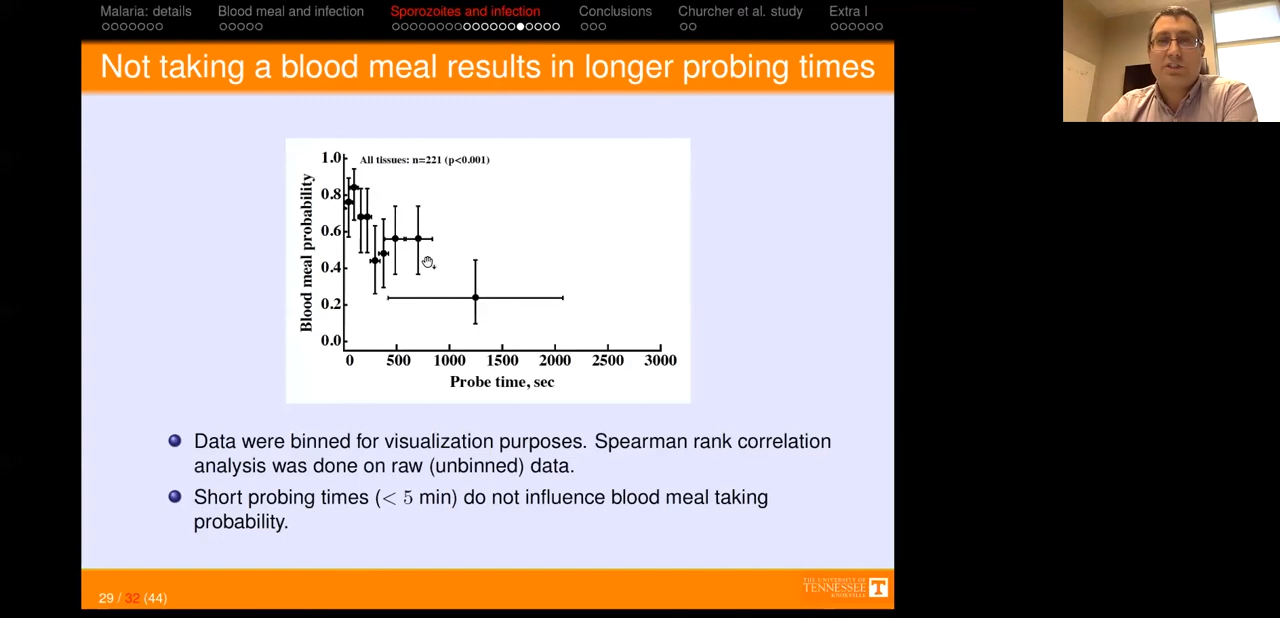 Malaria: details Blood meal and infection Sporozoites and infection Conclusions Churcher et al. study Extra I
Not taking a blood meal results in longer probing times
All tissues: n=221 (p<0.001)
Blood meal probability
1.0
0.8
0.6
0.4
0.2
0.0
0 500 1000 1500 2000 2500 3000
Probe time, sec
Data were binned for visualization purposes. Spearman rank correlation
analysis was done on raw (unbinned) data.
Short probing times (< 5 min) do not influence blood meal taking
probability.
THE UNIVERSITY OF
TENNESSEE
KNOXVILLE
T
29 / 32 (44)